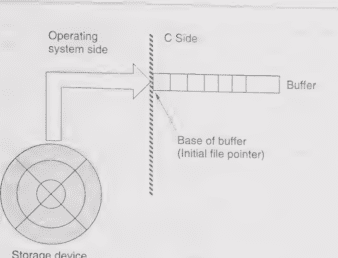 Operating
system side
C Side
Buffer
Base of buffer
(Initial file pointer)
Storage device